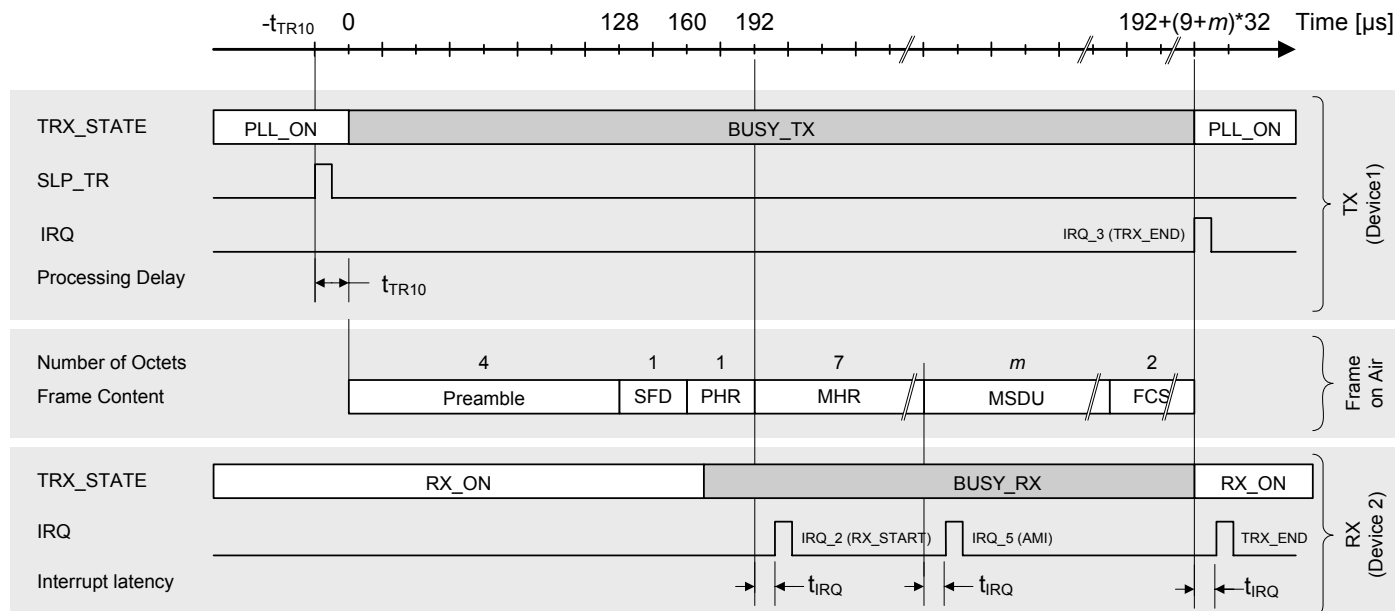 -tTR10 0 128 160 192 192+(9+m)*32 Time [µs]
TRX_STATE PLL_ON BUSY_TX PLL_ON
SLP_TR
IRQ IRQ_3 (TRX_END)
Processing Delay tTR10
TX
(Device1)
Number of Octets 4 1 1 7 m 2
Frame Content Preamble SFD PHR MHR MSDU FCS
Frame
on Air
TRX_STATE RX_ON BUSY_RX RX_ON
IRQ IRQ_2 (RX_START) IRQ_5 (AMI) TRX_END
Interrupt latency tIRQ tIRQ tIRQ
RX
(Device 2)